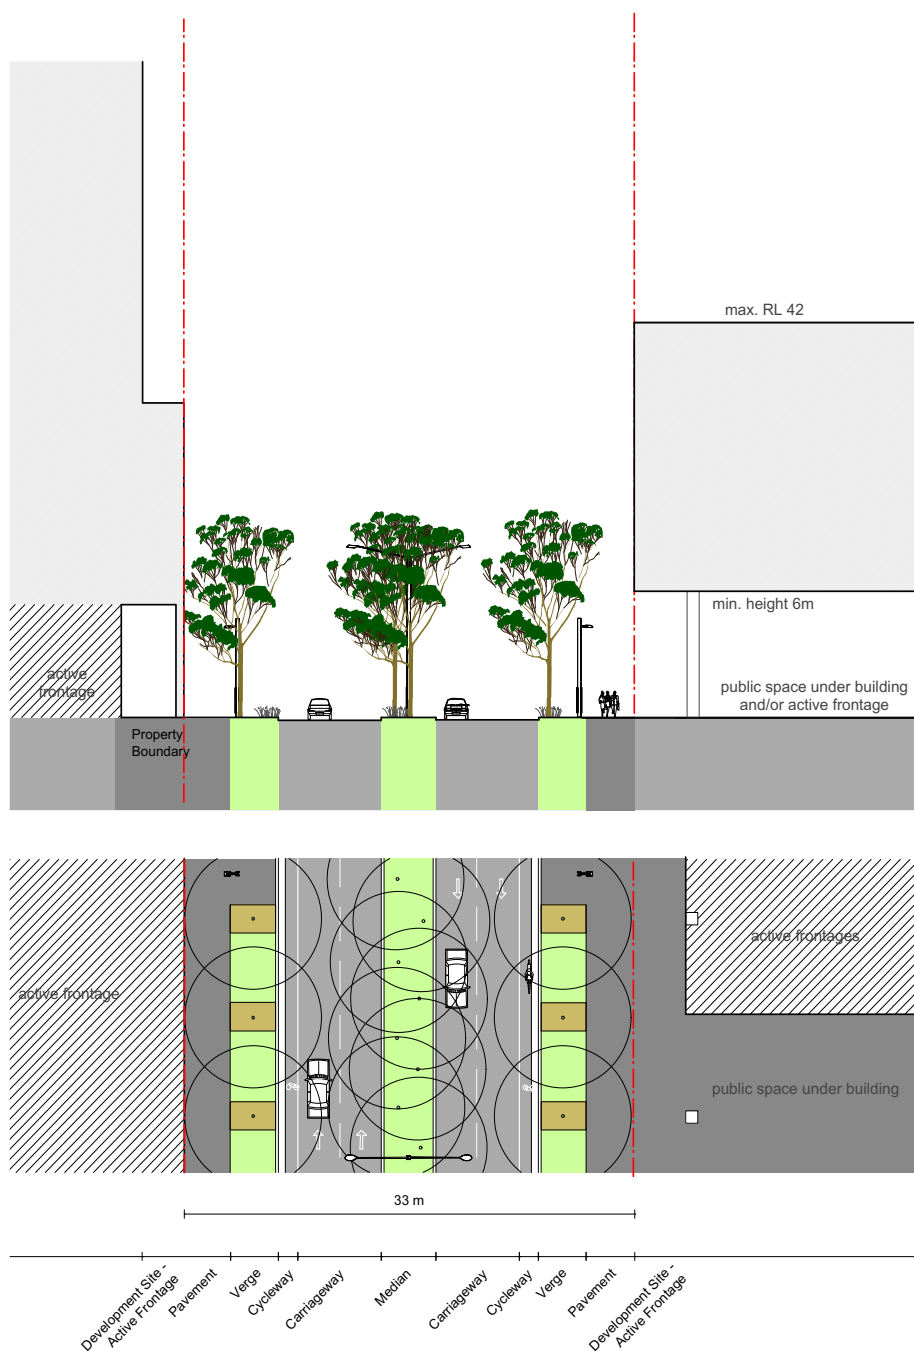 max. RL 42
min. height 6m
active
frontage
public space under building
and/or active frontage
Property
Boundary
active frontages
active frontage
public space under building
33 m
Development Site -
Active Frontage
Pavement
Verge
Cycleway
Carriageway
Median
Carriageway
Cycleway
Verge
Pavement
Development Site -
Active Frontage